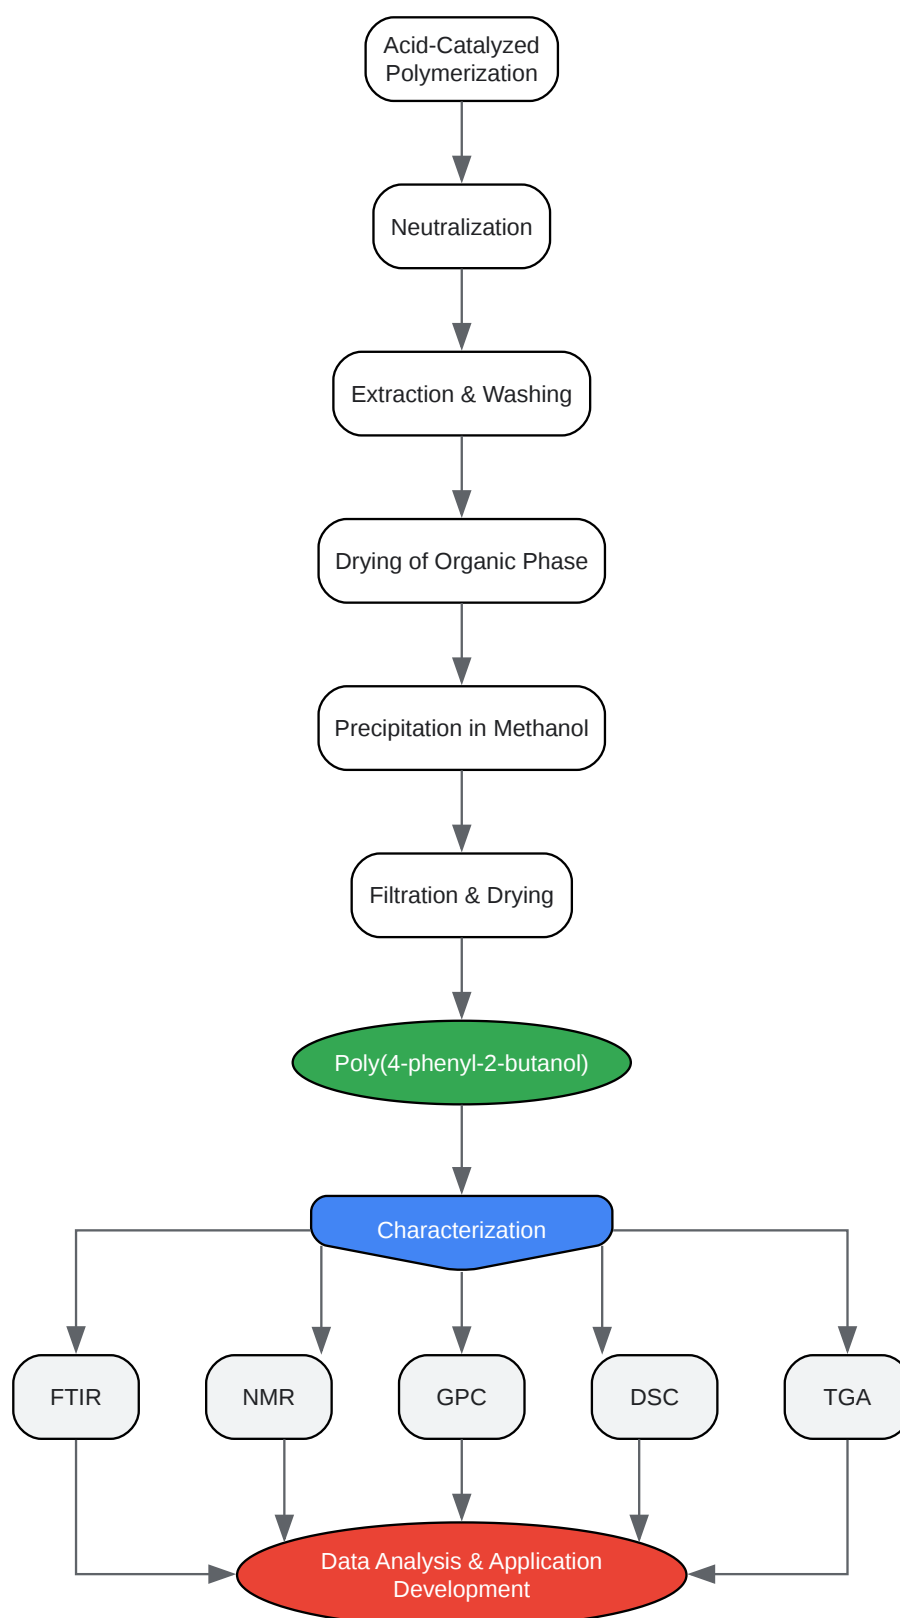 Acid-Catalyzed
Polymerization
Neutralization
Extraction & Washing
Drying of Organic Phase
Precipitation in Methanol
Filtration & Drying
Poly(4-phenyl-2-butanol)
Characterization
FTIR
NMR
GPC
DSC
TGA
Data Analysis & Application
Development